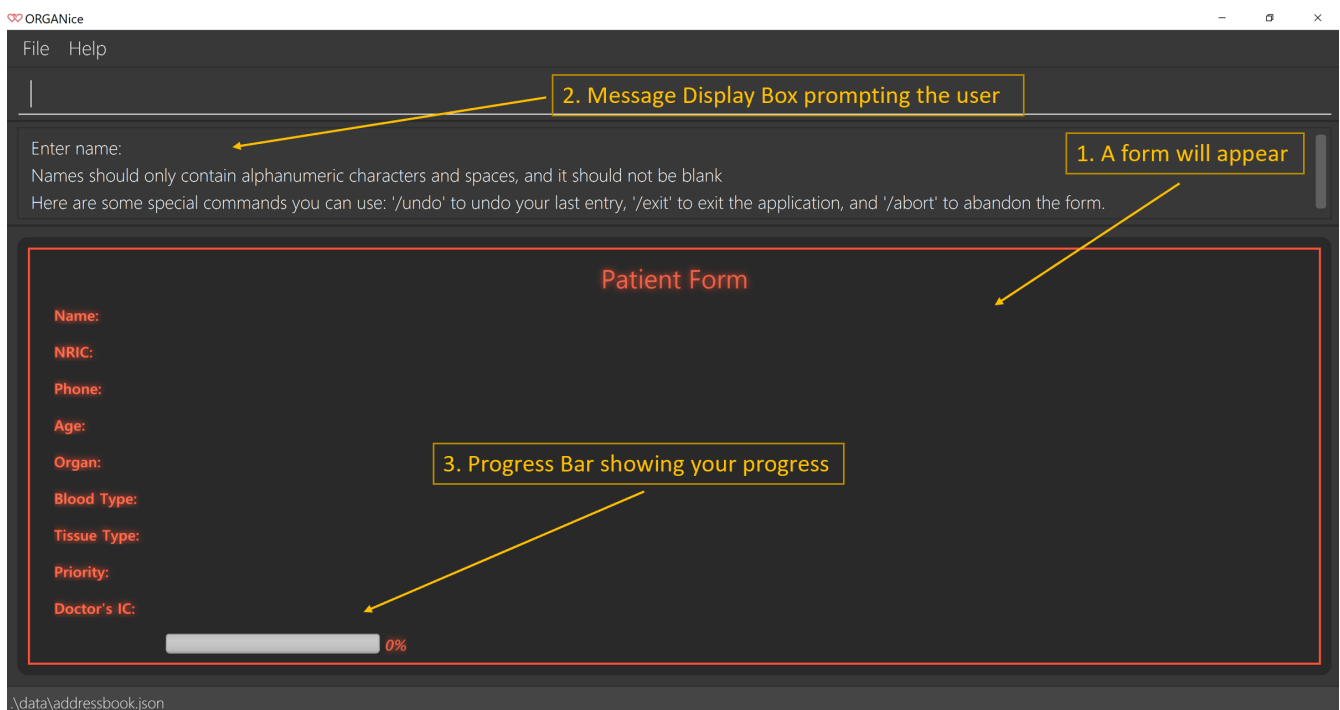 ORGANice
File Help
2. Message Display Box prompting the user
Enter name:
1. A form will appear
Names should only contain alphanumeric characters and spaces, and it should not be blank
Here are some special commands you can use: '/undo' to undo your last entry, '/exit' to exit the application, and '/abort' to abandon the form.
Patient Form
Name:
NRIC:
Phone:
Age:
Organ:
3. Progress Bar showing your progress
Blood Type:
Tissue Type:
Priority:
Doctor's IC:
0%
.\data\addressbook.json